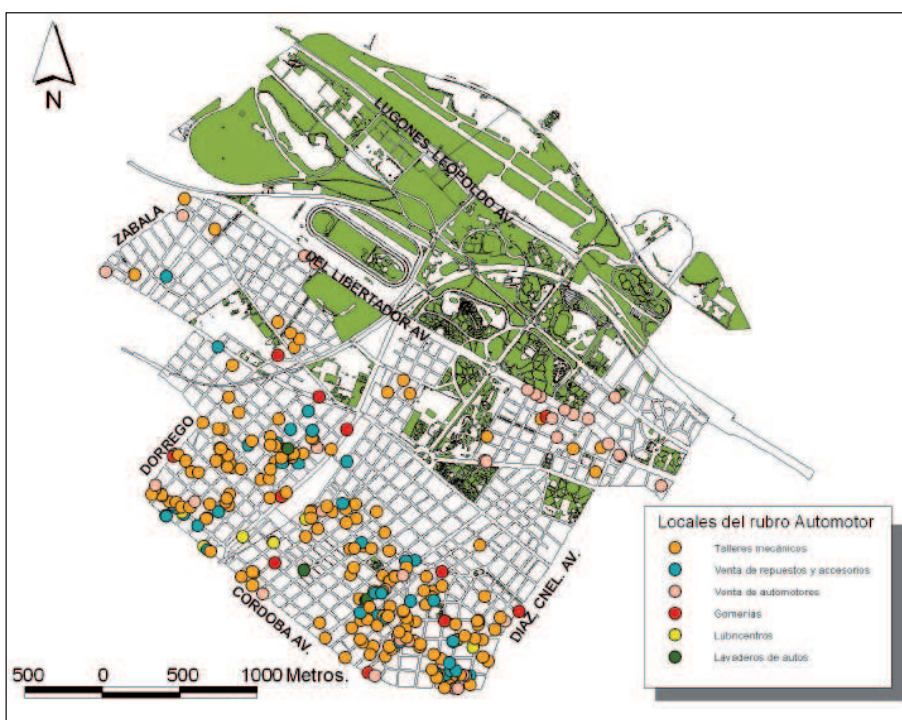 N
LUGONES LEOPOLDO AV.
ZABALA
DEL LIBERTADOR AV.
DORREGO
CORDOBA AV.
DIAZ CNEL. AV.
Locales del rubro Automotor
Talleres mecánicos
Venta de repuestos y accesorios
Venta de automotores
Gomerías
Lubricentros
Lavaderos de autos
500 0 500 1000 Metros.